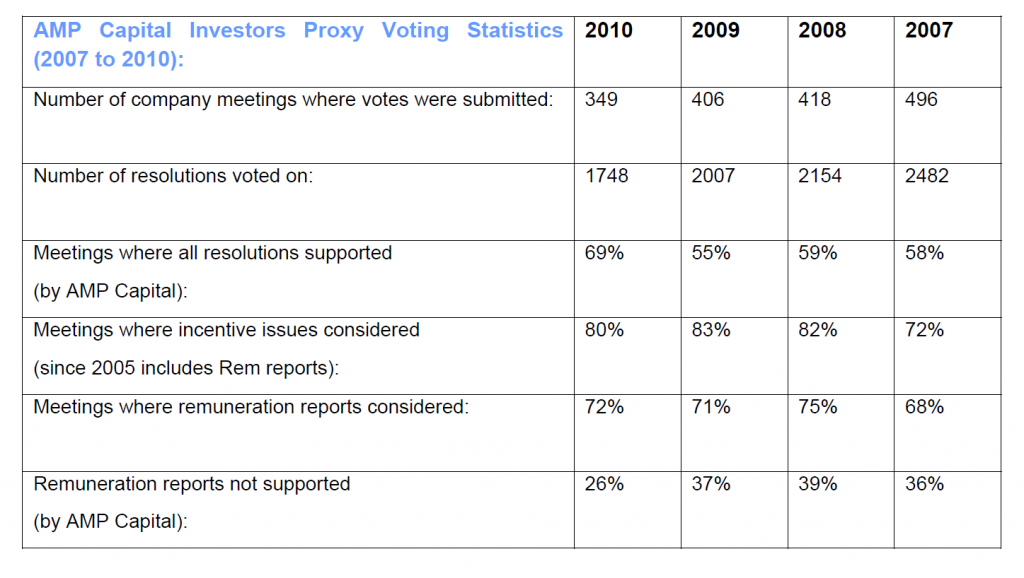 AMP Capital Investors Proxy Voting Statistics 2010 2009 2008 2007
(2007 to 2010):
Number of company meetings where votes were submitted: 349 406 418 496
Number of resolutions voted on: 1748 2007 2154 2482
Meetings where all resolutions supported 69% 55% 59% 58%
(by AMP Capital):
Meetings where incentive issues considered 80% 83% 82% 72%
(since 2005 includes Rem reports):
Meetings where remuneration reports considered: 72% 71% 75% 68%
Remuneration reports not supported 26% 37% 39% 36%
(by AMP Capital):